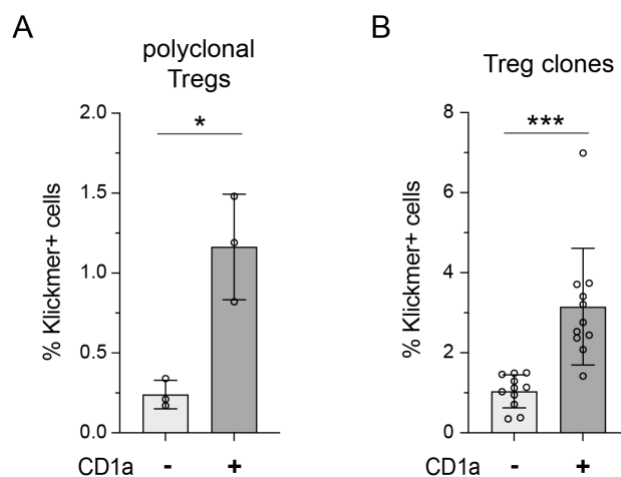 A
polyclonal
Tregs
% Klickmer+ cells
2.0
1.5
1.0
0.5
0.0
*
CD1a
-
+
B
Treg clones
% Klickmer+ cells
8
6
4
2
0
***
CD1a
-
+